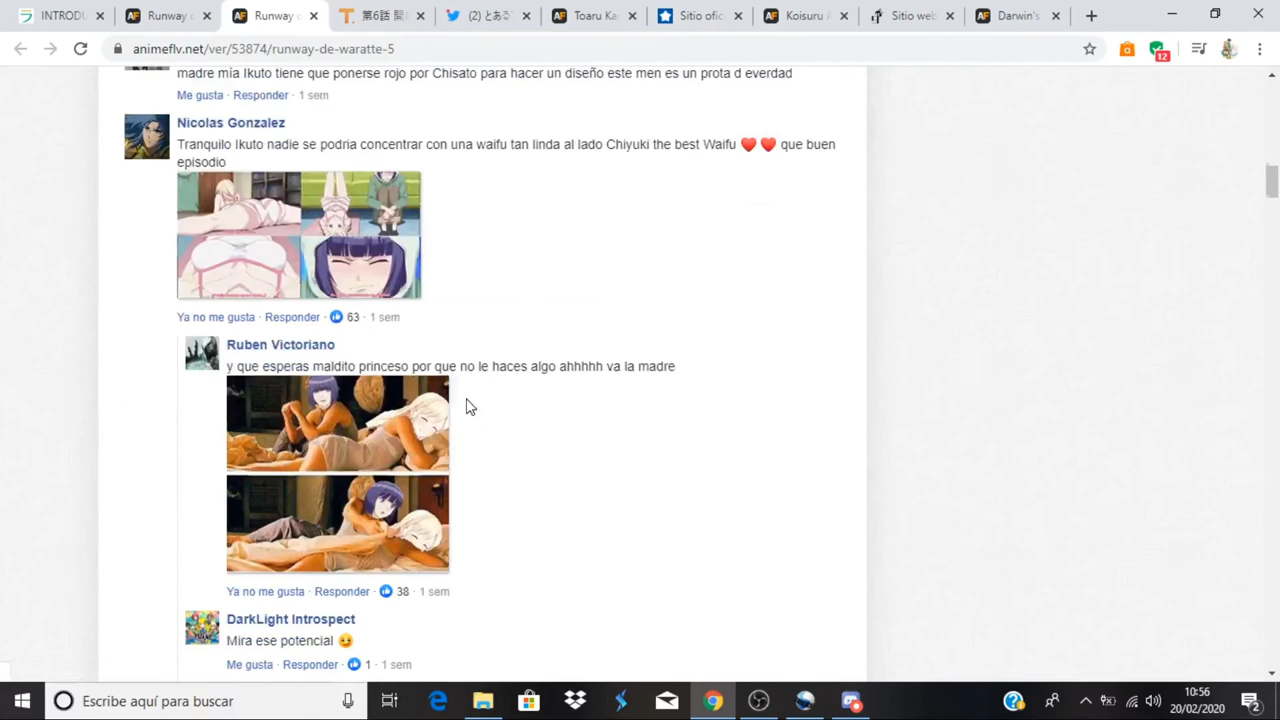 INTRODU
Runway c
Runway c
第6話 開
(2) とある
Toaru Ka
Sitio ofic
Koisuru
Sitio web
Darwin's
animeflv.net/ver/53874/runway-de-waratte-5
12
madre mía Ikuto tiene que ponerse rojo por Chisato para hacer un diseño este men es un prota d everdad
Me gusta · Responder · 1 sem
Nicolas Gonzalez
Tranquilo Ikuto nadie se podria concentrar con una waifu tan linda al lado Chiyuki the best Waifu ♥️ ♥️ que buen
episodio
Ya no me gusta · Responder · 63 · 1 sem
Ruben Victoriano
y que esperas maldito princeso por que no le haces algo ahhhhh va la madre
Ya no me gusta · Responder · 38 · 1 sem
DarkLight Introspect
Mira ese potencial 😏
Me gusta · Responder · 1 · 1 sem
Escribe aquí para buscar
10:56
20/02/2020
2